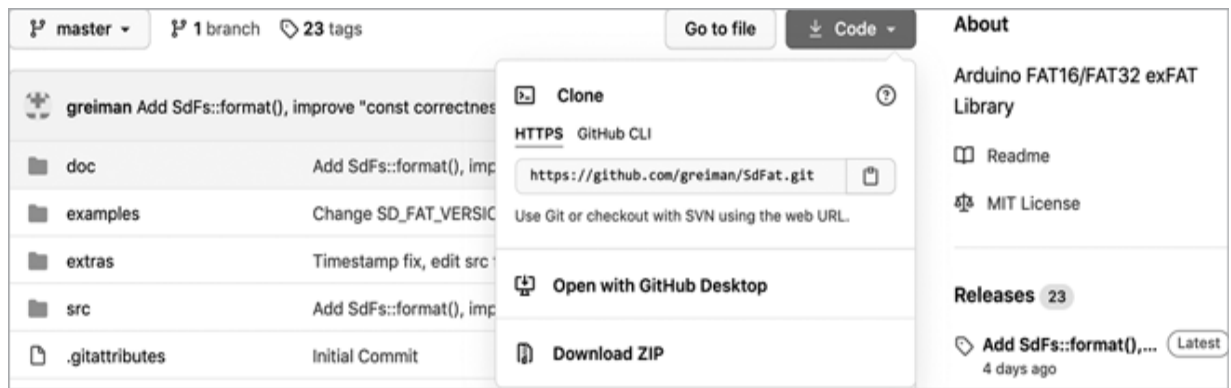 master 1 branch 23 tags Go to file Code
greiman Add SdFs::format(), improve "const correctnes
doc Add SdFs::format(), imp
examples Change SD_FAT_VERSIO
extras Timestamp fix, edit src
src Add SdFs::format(), imp
.gitattributes Initial Commit
Clone
HTTPS GitHub CLI
https://github.com/greiman/SdFat.git
Use Git or checkout with SVN using the web URL.
Open with GitHub Desktop
Download ZIP
About
Arduino FAT16/FAT32 exFAT
Library
Readme
MIT License
Releases 23
Add SdFs::format(),... Latest
4 days ago